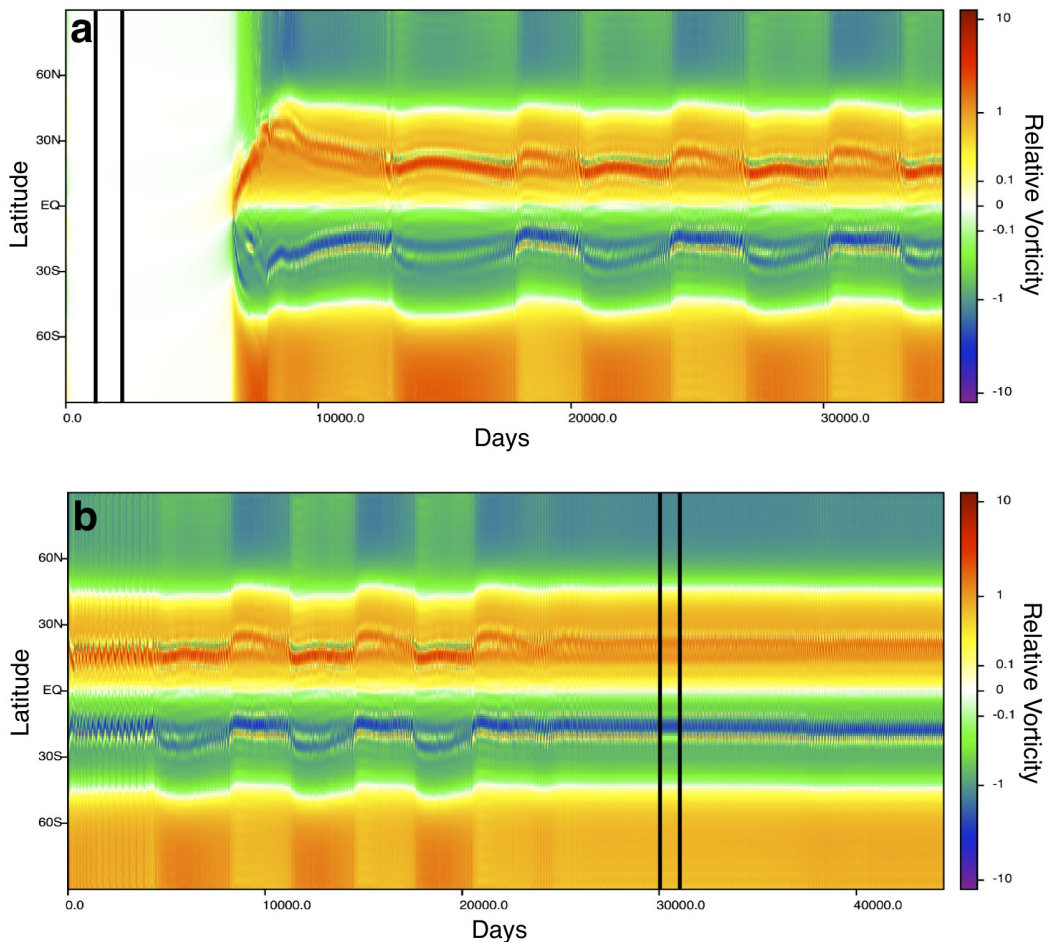 a
60N
30N
EQ
30S
60S
Latitude
0.0 10000.0 20000.0 30000.0
Days
10
1
0.1
0
-0.1
-1
-10
Relative Vorticity
b
60N
30N
EQ
30S
60S
Latitude
0.0 10000.0 20000.0 30000.0 40000.0
Days
10
1
0.1
0
-0.1
-1
-10
Relative Vorticity